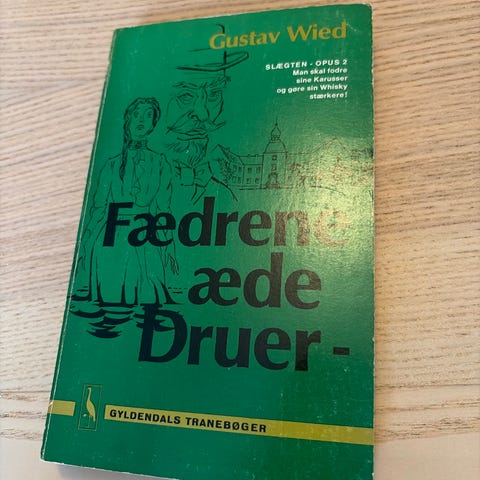 Gustav Wied
SLÆGTEN - OPUS 2
Man skal fodre
sine Karusser
og gøre sin Whisky
stærkere!
Fædrene
æde
Druer -
GYLDENDALS TRANEBØGER